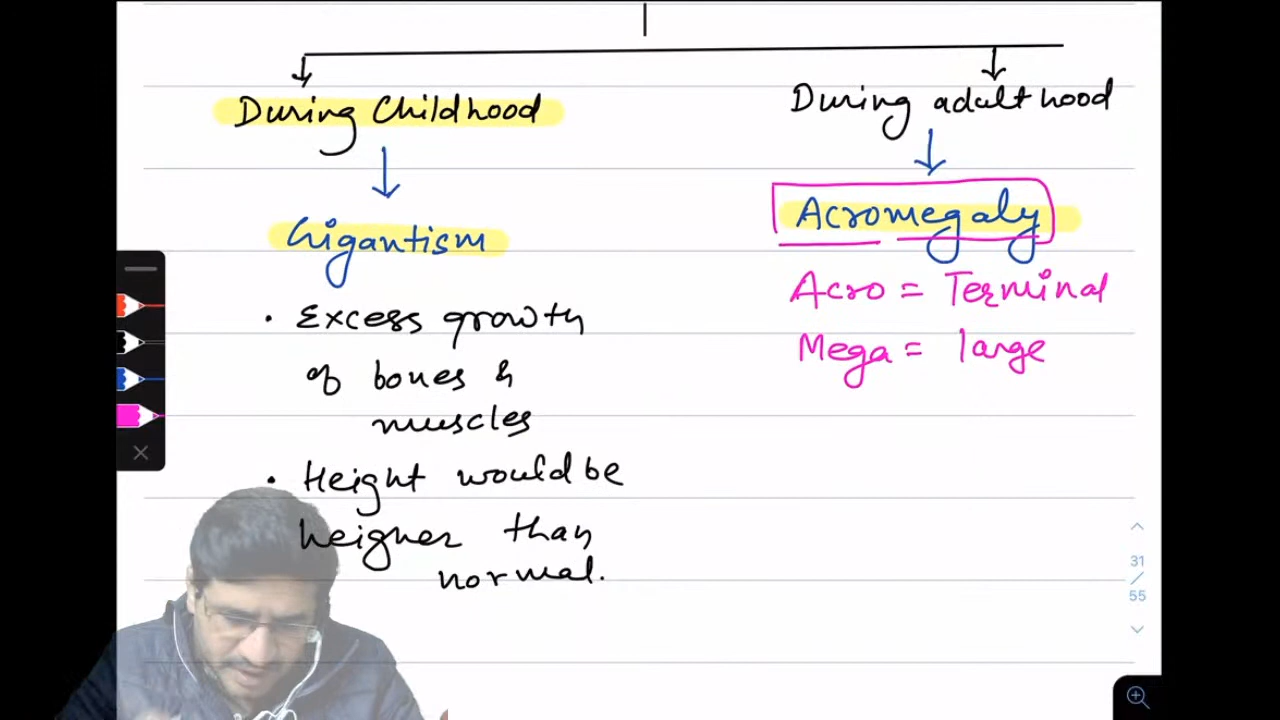 During Childhood
During adulthood
Gigantism
Acromegaly
• Excess growth
of bones &
muscles
• Height would be
heigher than
normal.
Acro = Terminal
Mega = large
31
/
55